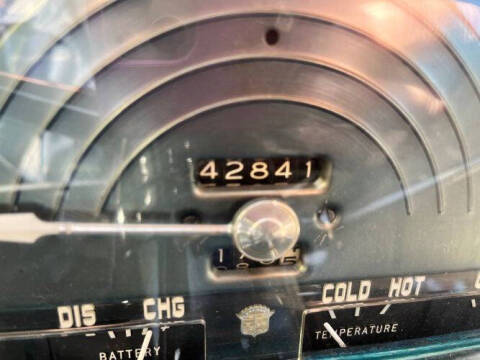 42841
DIS CHG
COLD HOT
BATTERY
TEMPERATURE